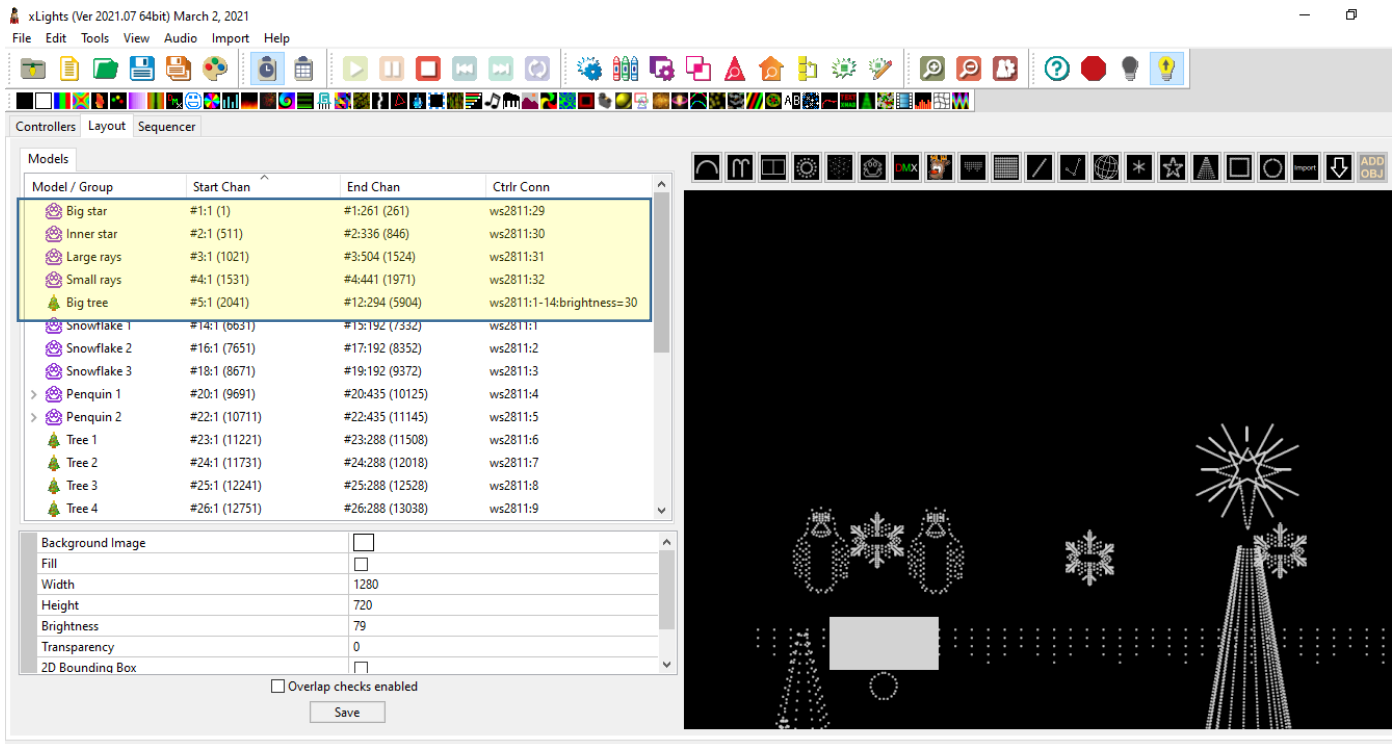 xLights (Ver 2021.07 64bit) March 2, 2021
File Edit Tools View Audio Import Help
Controllers Layout Sequencer
Models
Model / Group Start Chan End Chan Ctrlr Conn
Big star #1:1 (1) #1:261 (261) ws2811:29
Inner star #2:1 (511) #2:336 (846) ws2811:30
Large rays #3:1 (1021) #3:504 (1524) ws2811:31
Small rays #4:1 (1531) #4:441 (1971) ws2811:32
Big tree #5:1 (2041) #12:294 (5904) ws2811:1-14:brightness=30
Snowflake 1 #14:1 (6631) #15:192 (7332) ws2811:1
Snowflake 2 #16:1 (7651) #17:192 (8352) ws2811:2
Snowflake 3 #18:1 (8671) #19:192 (9372) ws2811:3
Penquin 1 #20:1 (9691) #20:435 (10125) ws2811:4
Penquin 2 #22:1 (10711) #22:435 (11145) ws2811:5
Tree 1 #23:1 (11221) #23:288 (11508) ws2811:6
Tree 2 #24:1 (11731) #24:288 (12018) ws2811:7
Tree 3 #25:1 (12241) #25:288 (12528) ws2811:8
Tree 4 #26:1 (12751) #26:288 (13038) ws2811:9
Background Image
Fill
Width 1280
Height 720
Brightness 79
Transparency 0
2D Bounding Box
Overlap checks enabled
Save
DMX
Import
ADD
OBJ